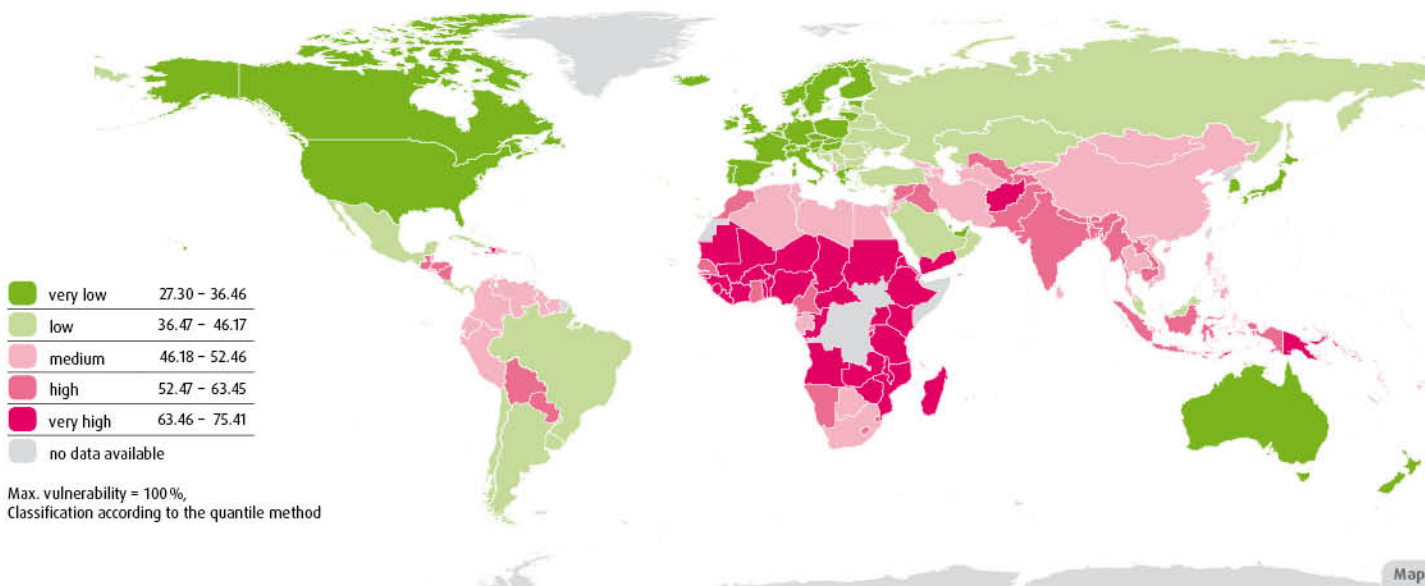 very low 27.30 – 36.46
low 36.47 – 46.17
medium 46.18 – 52.46
high 52.47 – 63.45
very high 63.46 – 75.41
no data available
Max. vulnerability = 100 %,
Classification according to the quantile method
Map